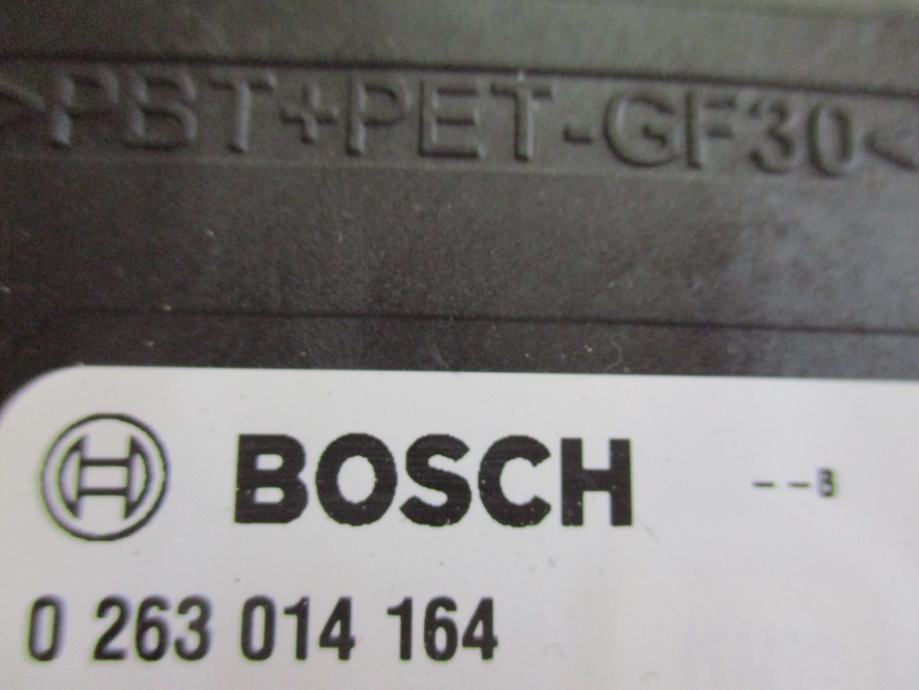 >PBT+PET-GF30<
BOSCH --B
0 263 014 164